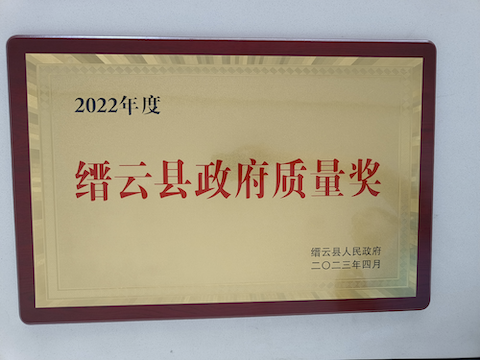 2022年度
缙云县政府质量奖
缙云县人民政府
二〇二三年四月